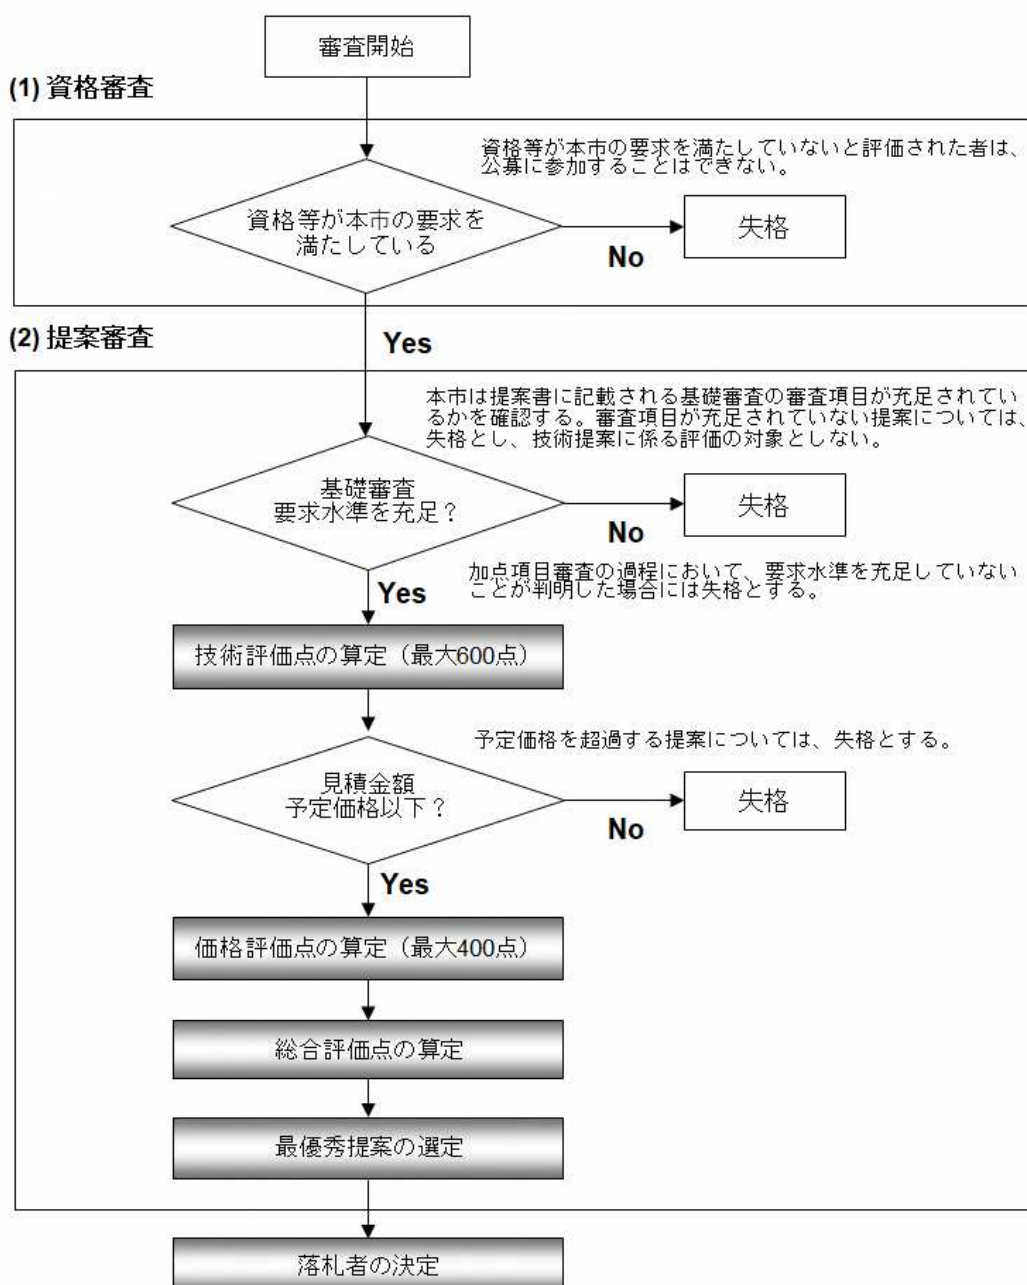 審査開始
(1) 資格審査
資格等が本市の要求を満たしていないと評価された者は、
公募に参加することはできない。
資格等が本市の要求を
満たしている
No
失格
Yes
(2) 提案審査
本市は提案書に記載される基礎審査の審査項目が充足されてい
るかを確認する。審査項目が充足されていない提案については、
失格とし、技術提案に係る評価の対象としない。
基礎審査
要求水準を充足？
No
失格
Yes
加点項目審査の過程において、要求水準を充足していない
ことが判明した場合には失格とする。
技術評価点の算定（最大600点）
予定価格を超過する提案については、失格とする。
見積金額
予定価格以下？
No
失格
Yes
価格評価点の算定（最大400点）
総合評価点の算定
最優秀提案の選定
落札者の決定